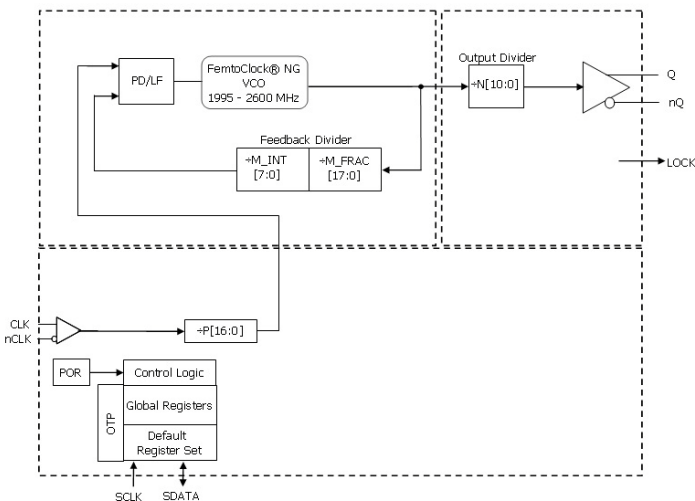 PD/LF
FemtoClock® NG
VCO
1995 - 2600 MHz
Output Divider
÷N[10:0]
Q
nQ
Feedback Divider
÷M_INT
[7:0]
÷M_FRAC
[17:0]
LOCK
CLK
nCLK
÷P[16:0]
POR
Control Logic
OTP
Global Registers
Default
Register Set
SCLK
SDATA